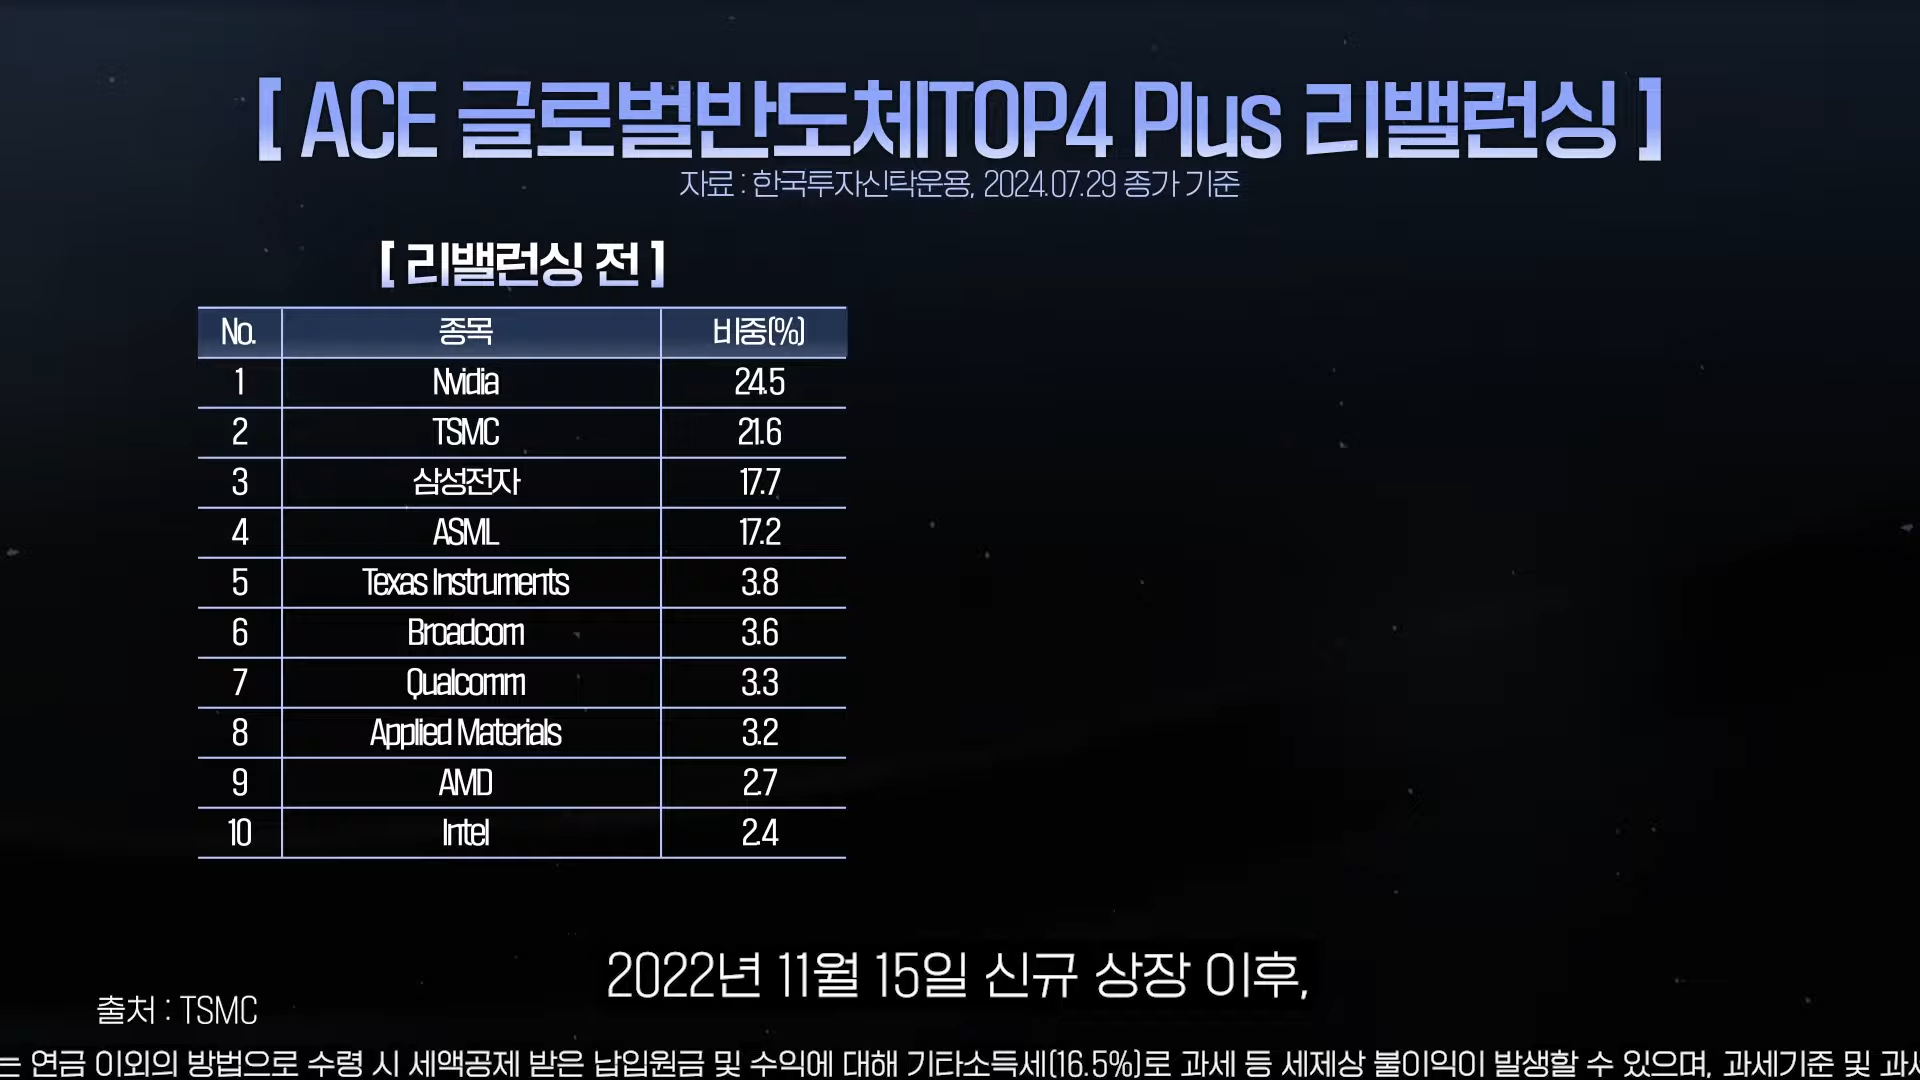 [ ACE 글로벌반도체TOP4 Plus 리밸런싱 ]
자료 : 한국투자신탁운용, 2024.07.29 종가 기준
[ 리밸런싱 전 ]
No. 종목 비중(%)
1 Nvidia 24.5
2 TSMC 21.6
3 삼성전자 17.7
4 ASML 17.2
5 Texas Instruments 3.8
6 Broadcom 3.6
7 Qualcomm 3.3
8 Applied Materials 3.2
9 AMD 2.7
10 Intel 2.4
2022년 11월 15일 신규 상장 이후,
출처 : TSMC
는 연금 이외의 방법으로 수령 시 세액공제 받은 납입원금 및 수익에 대해 기타소득세(16.5%)로 과세 등 세제상 불이익이 발생할 수 있으며, 과세기준 및 과세